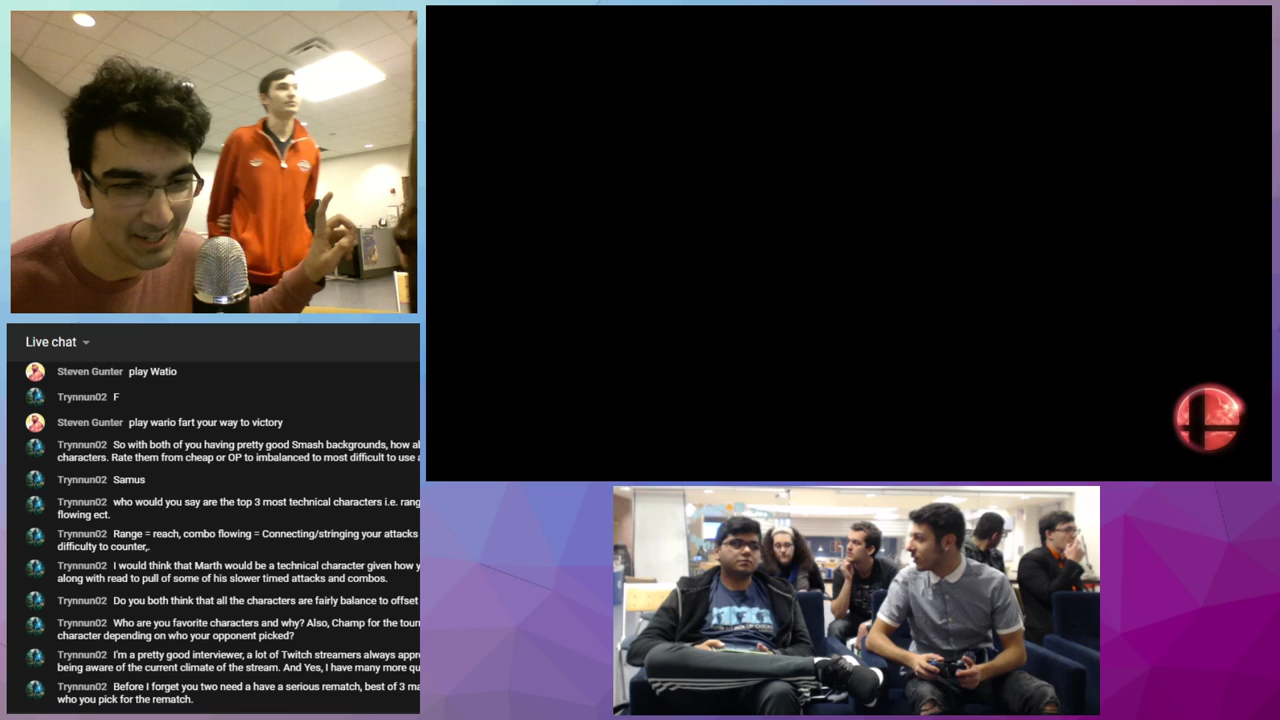 Live chat
Steven Gunter play Watio
Trynnun02 F
Steven Gunter play wario fart your way to victory
Trynnun02 So with both of you having pretty good Smash backgrounds, how
characters. Rate them from cheap or OP to imbalanced to most difficult to use
Trynnun02 Samus
Trynnun02 who would you say are the top 3 most technical characters i.e.
flowing ect.
Trynnun02 Range = reach, combo flowing = Connecting/stringing your attacks
difficulty to counter,.
Trynnun02 I would think that Marth would be a technical character given how
along with read to pull of some of his slower timed attacks and combos.
Trynnun02 Do you both think that all the characters are fairly balance to offset
Trynnun02 Who are you favorite characters and why? Also, Champ for the
character depending on who your opponent picked?
Trynnun02 I'm a pretty good interviewer, a lot of Twitch streamers always
being aware of the current climate of the stream. And Yes, I have many more
Trynnun02 Before I forget you two need a have a serious rematch, best of 3
who you pick for the rematch.